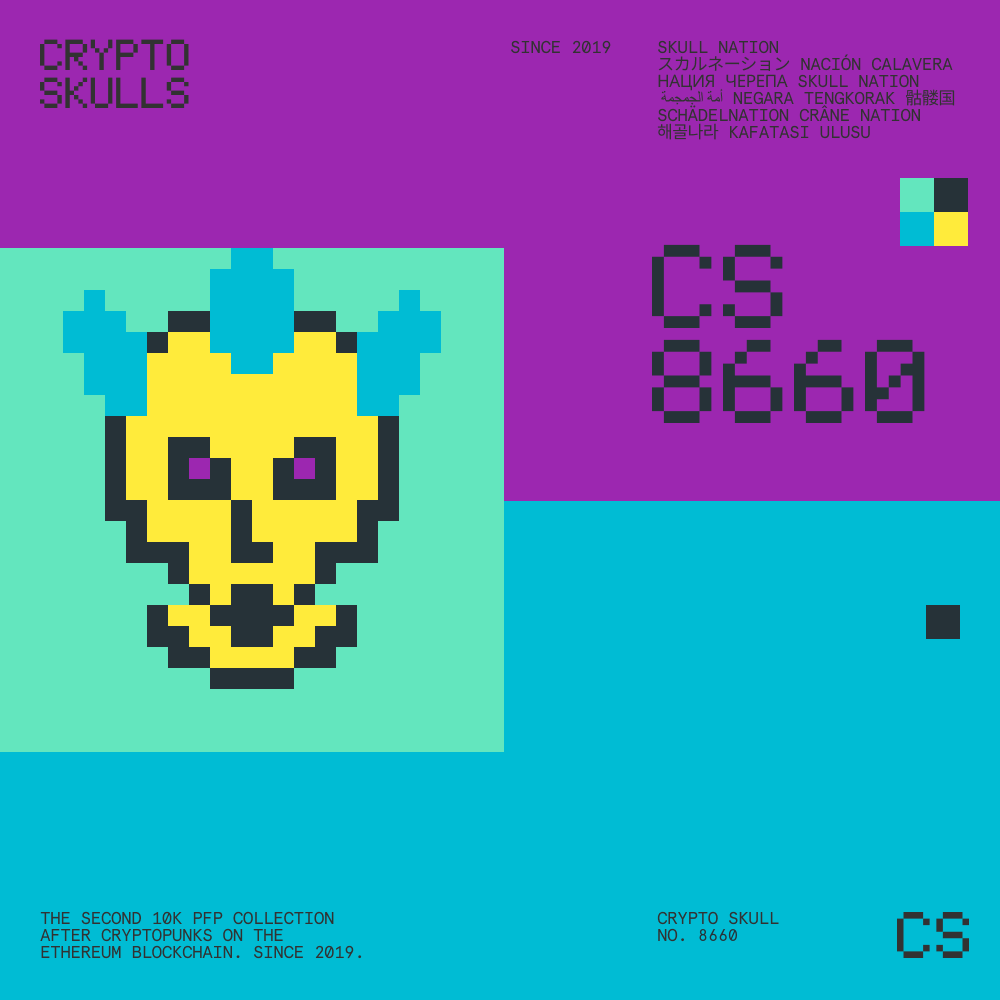 CRYPTO
SKULLS
SINCE 2019
SKULL NATION
スカルネーション NACIÓN CALAVERA
НАЦИЯ ЧЕРЕПА SKULL NATION
أمة الجمجمة NEGARA TENGKORAK 骷髅国
SCHÄDELNATION CRÂNE NATION
해골나라 KAFATASI ULUSU
CS
8660
THE SECOND 10K PFP COLLECTION
AFTER CRYPTOPUNKS ON THE
ETHEREUM BLOCKCHAIN. SINCE 2019.
CRYPTO SKULL
NO. 8660
CS